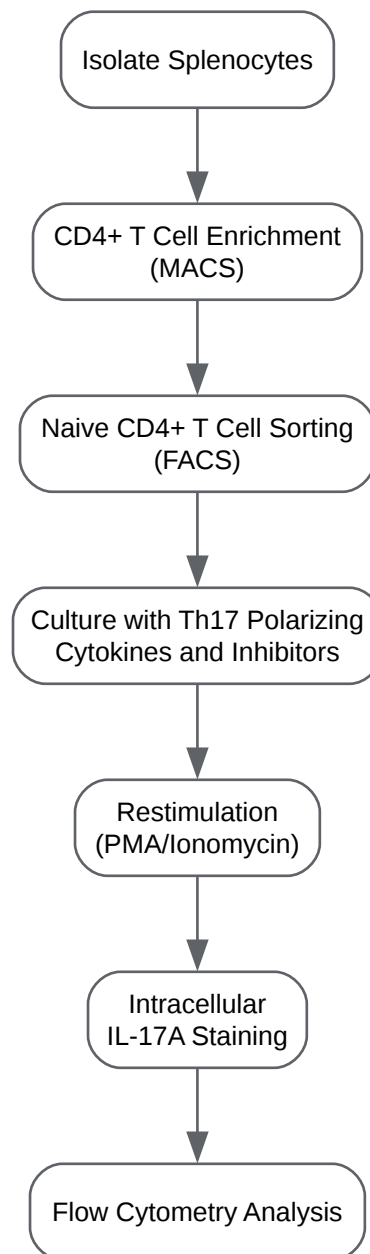 Isolate Splenocytes
CD4+ T Cell Enrichment
(MACS)
Naive CD4+ T Cell Sorting
(FACS)
Culture with Th17 Polarizing
Cytokines and Inhibitors
Restimulation
(PMA/Ionomycin)
Intracellular
IL-17A Staining
Flow Cytometry Analysis